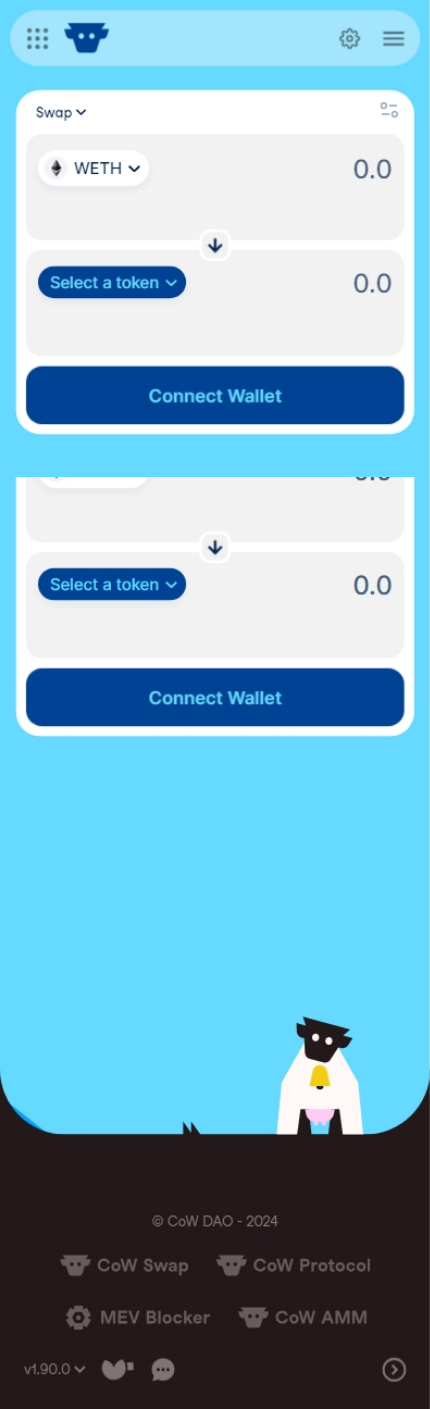 Swap
WETH 0.0
Select a token 0.0
Connect Wallet
Select a token 0.0
Connect Wallet
© CoW DAO - 2024
CoW Swap CoW Protocol
MEV Blocker CoW AMM
v1.90.0